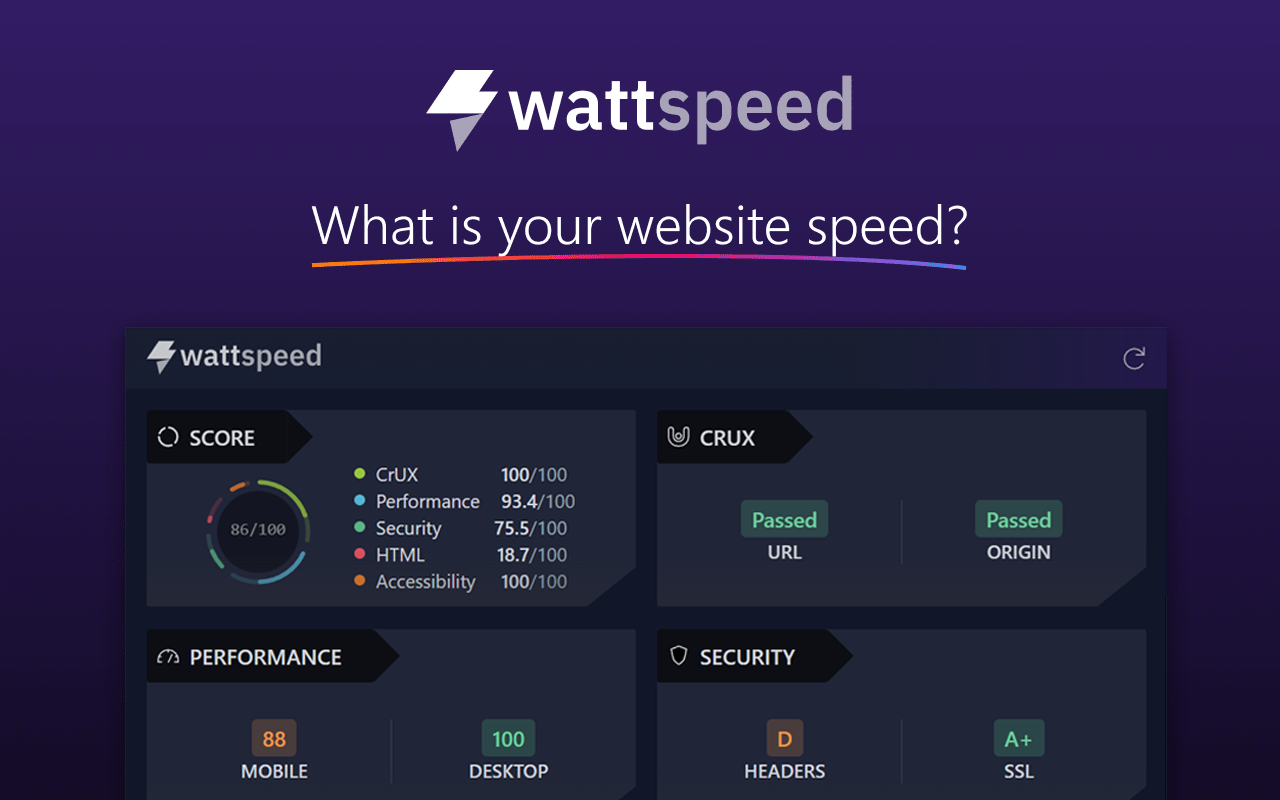 wattspeed
What is your website speed?
wattspeed
SCORE
86/100
CrUX 100/100
Performance 93.4/100
Security 75.5/100
HTML 18.7/100
Accessibility 100/100
CRUX
Passed
URL
Passed
ORIGIN
PERFORMANCE
88
MOBILE
100
DESKTOP
SECURITY
D
HEADERS
A+
SSL